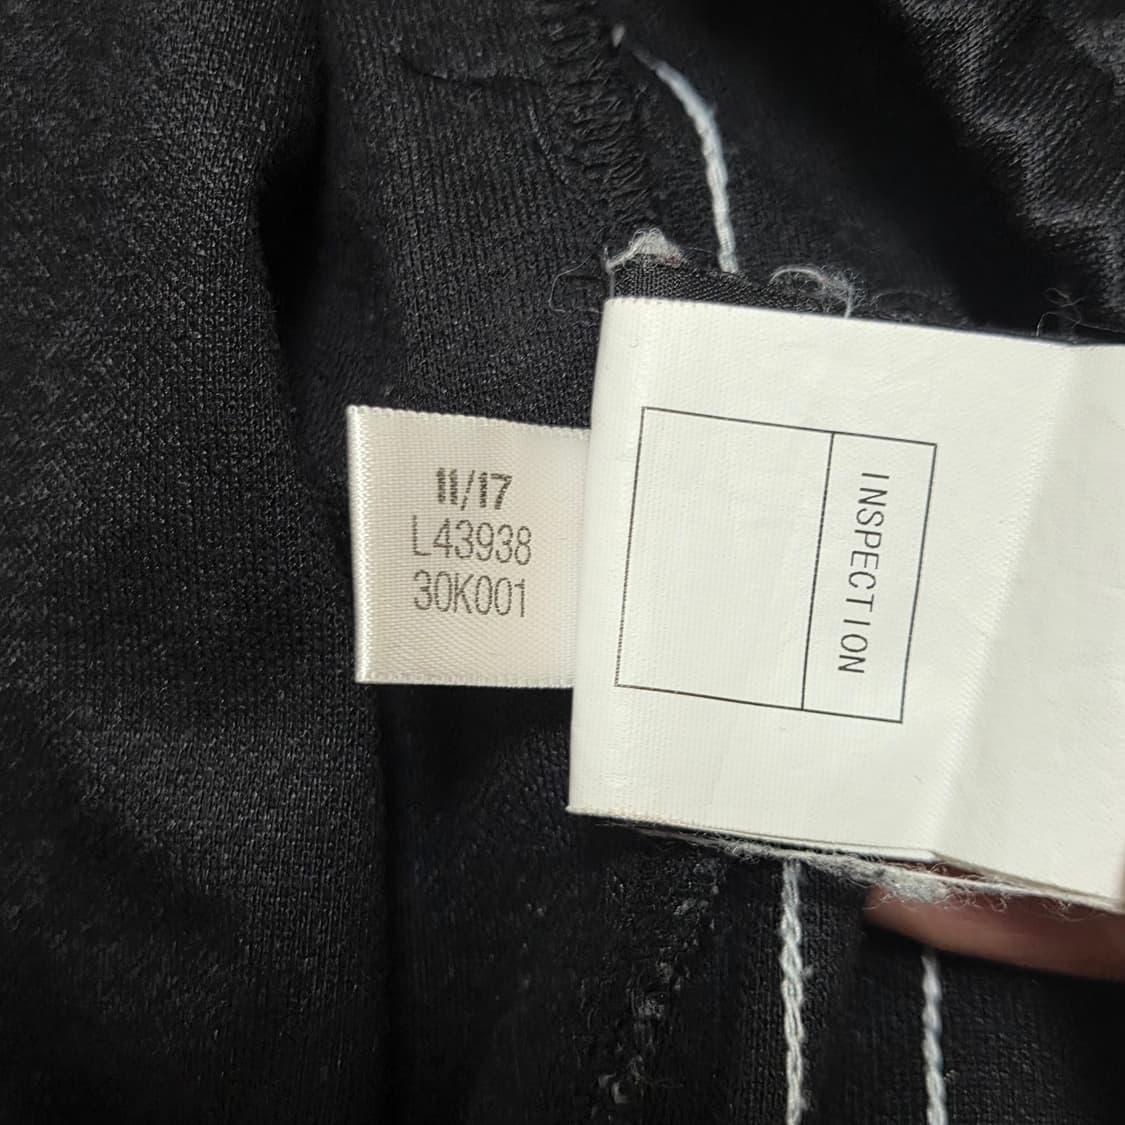 11/17
L43938
30K001
INSPECTION